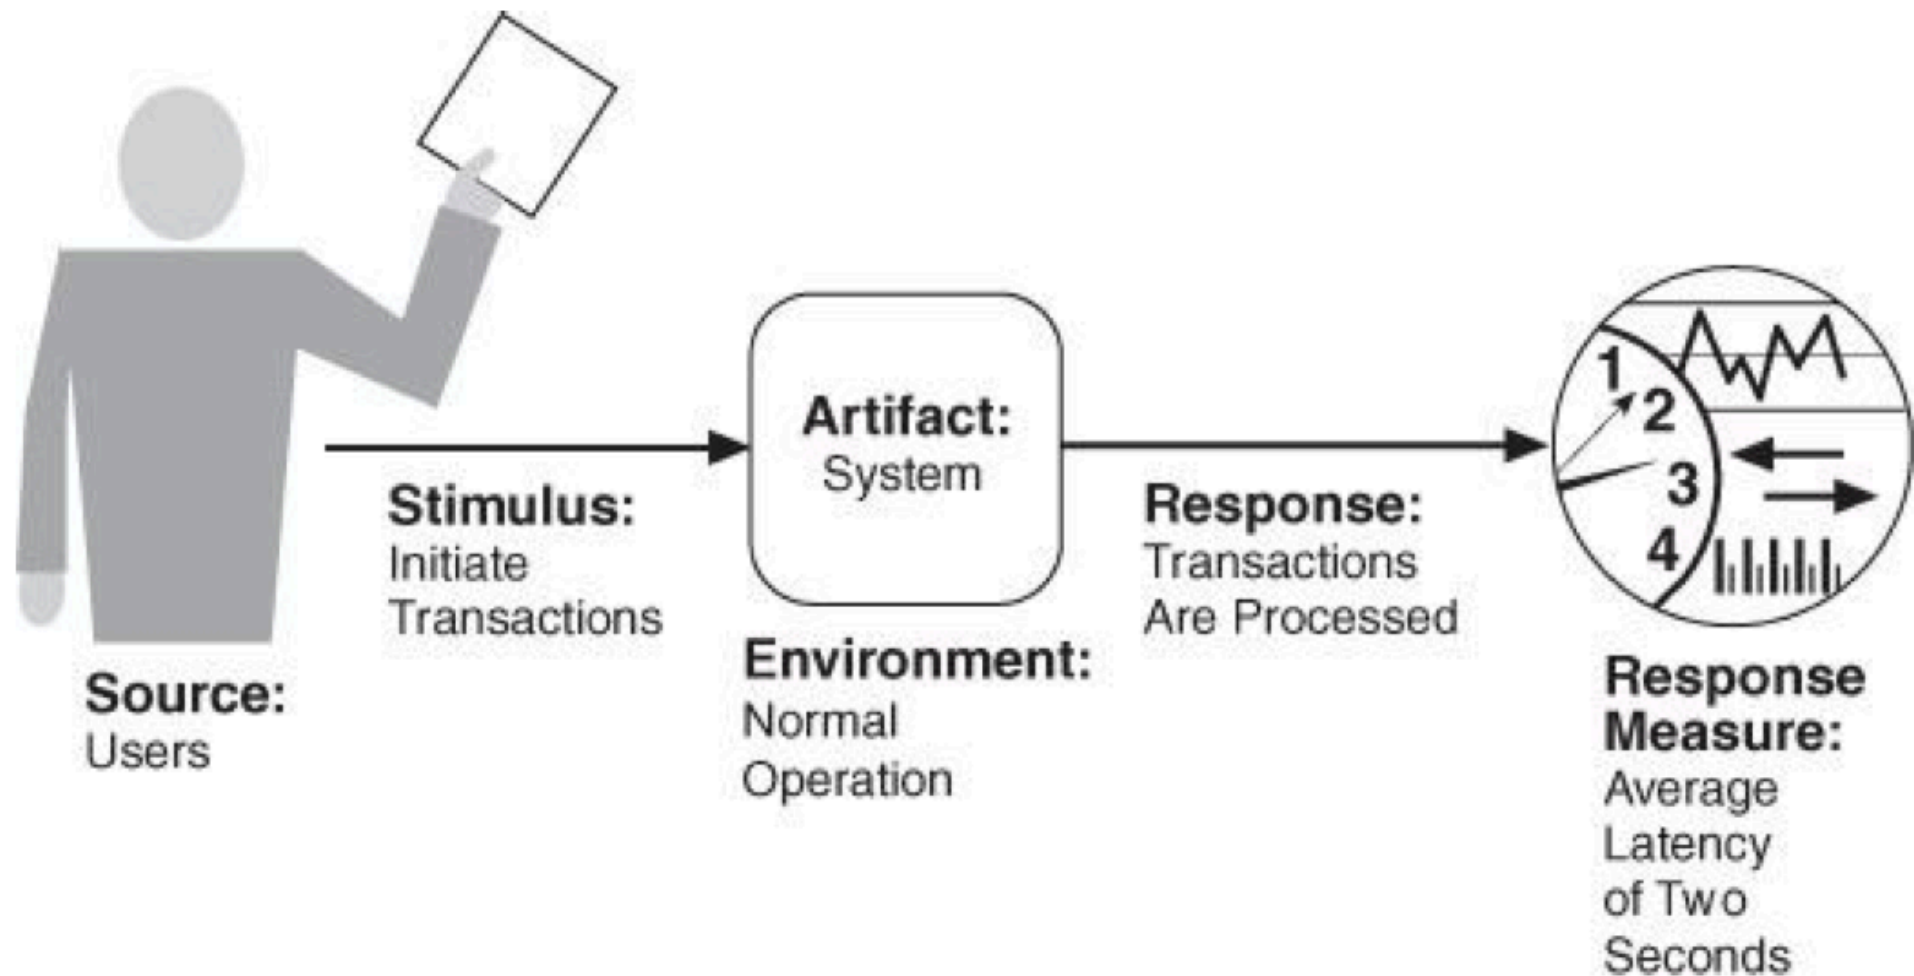 Source:
Users
Stimulus:
Initiate
Transactions
Artifact:
System
Environment:
Normal
Operation
Response:
Transactions
Are Processed
1
2
3
4
Response
Measure:
Average
Latency
of Two
Seconds